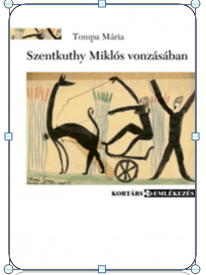 Tompa Mária
Szentkuthy Miklós vonzásában
KORTÁRS EMLÉKEZÉS